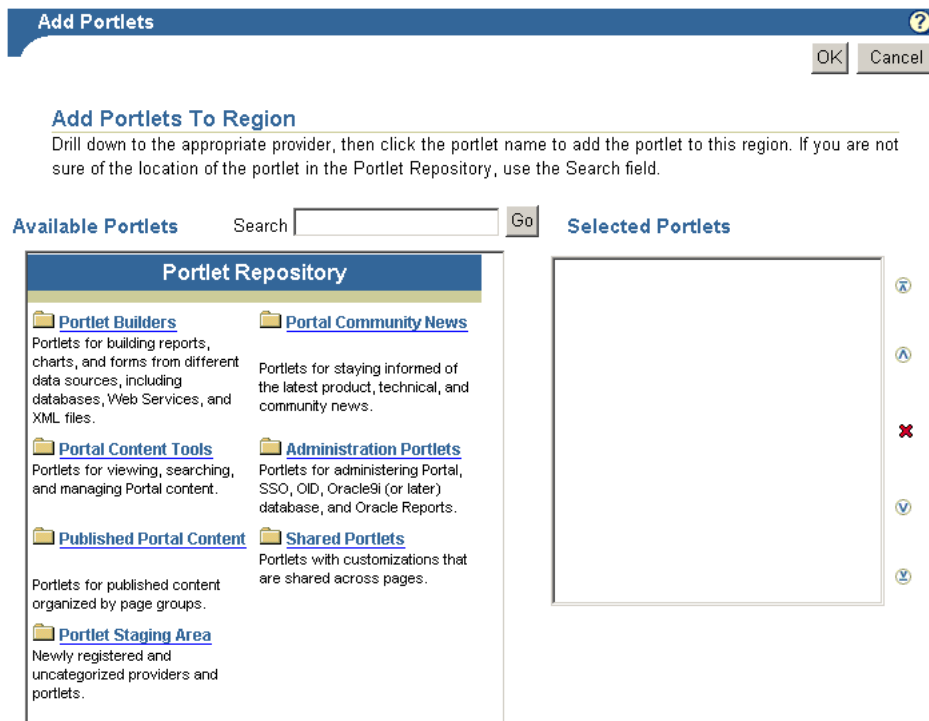 Add Portlets
?
OK Cancel
Add Portlets To Region
Drill down to the appropriate provider, then click the portlet name to add the portlet to this region. If you are not
sure of the location of the portlet in the Portlet Repository, use the Search field.
Available Portlets Search Go Selected Portlets
Portlet Repository
Portlet Builders
Portlets for building reports,
charts, and forms from different
data sources, including
databases, Web Services, and
XML files.
Portal Community News
Portlets for staying informed of
the latest product, technical, and
community news.
Portal Content Tools
Portlets for viewing, searching,
and managing Portal content.
Administration Portlets
Portlets for administering Portal,
SSO, OID, Oracle9i (or later)
database, and Oracle Reports.
Published Portal Content
Portlets for published content
organized by page groups.
Shared Portlets
Portlets with customizations that
are shared across pages.
Portlet Staging Area
Newly registered and
uncategorized providers and
portlets.